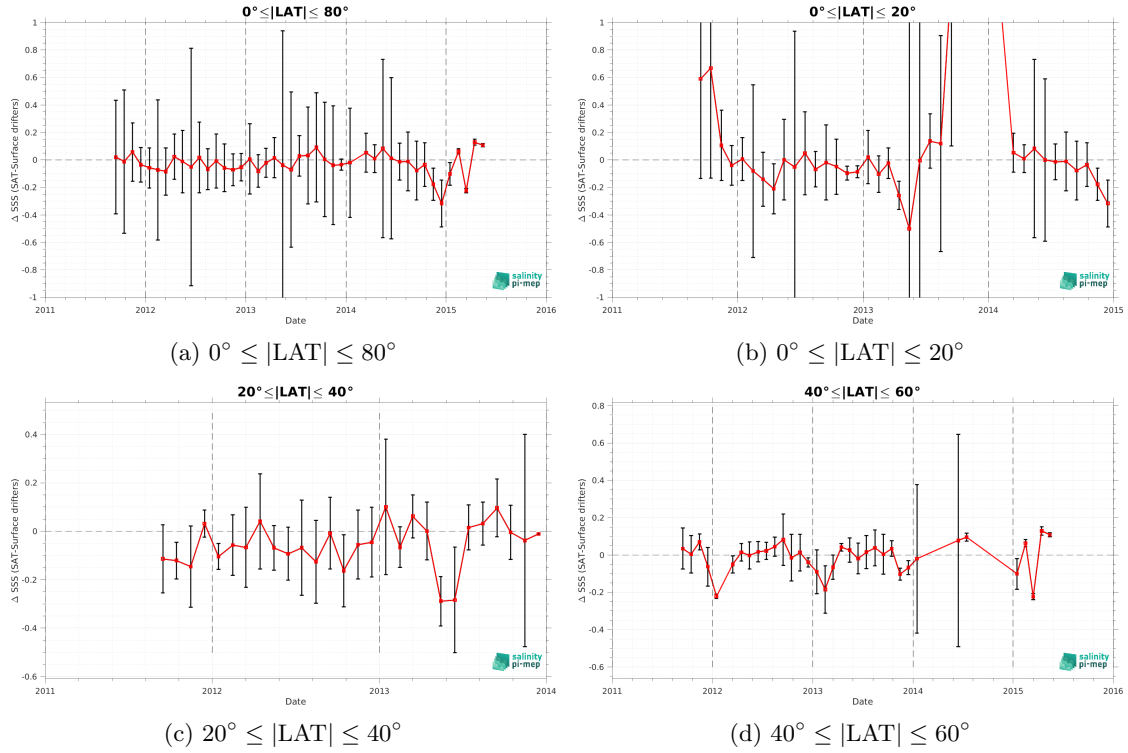 0°≤|LAT|≤ 80°
Δ SSS (SAT-Surface drifters)
1
0.8
0.6
0.4
0.2
0
-0.2
-0.4
-0.6
-0.8
-1
2011
2012
2013
2014
2015
2016
Date
salinity
pi-mep
(a) 0° ≤ |LAT| ≤ 80°
0°≤|LAT|≤ 20°
Δ SSS (SAT-Surface drifters)
1
0.8
0.6
0.4
0.2
0
-0.2
-0.4
-0.6
-0.8
-1
2011
2012
2013
2014
2015
Date
salinity
pi-mep
(b) 0° ≤ |LAT| ≤ 20°
20°≤|LAT|≤ 40°
Δ SSS (SAT-Surface drifters)
0.4
0.2
0
-0.2
-0.4
-0.6
2011
2012
2013
2014
Date
salinity
pi-mep
(c) 20° ≤ |LAT| ≤ 40°
40°≤|LAT|≤ 60°
Δ SSS (SAT-Surface drifters)
0.8
0.6
0.4
0.2
0
-0.2
-0.4
-0.6
2011
2012
2013
2014
2015
2016
Date
salinity
pi-mep
(d) 40° ≤ |LAT| ≤ 60°